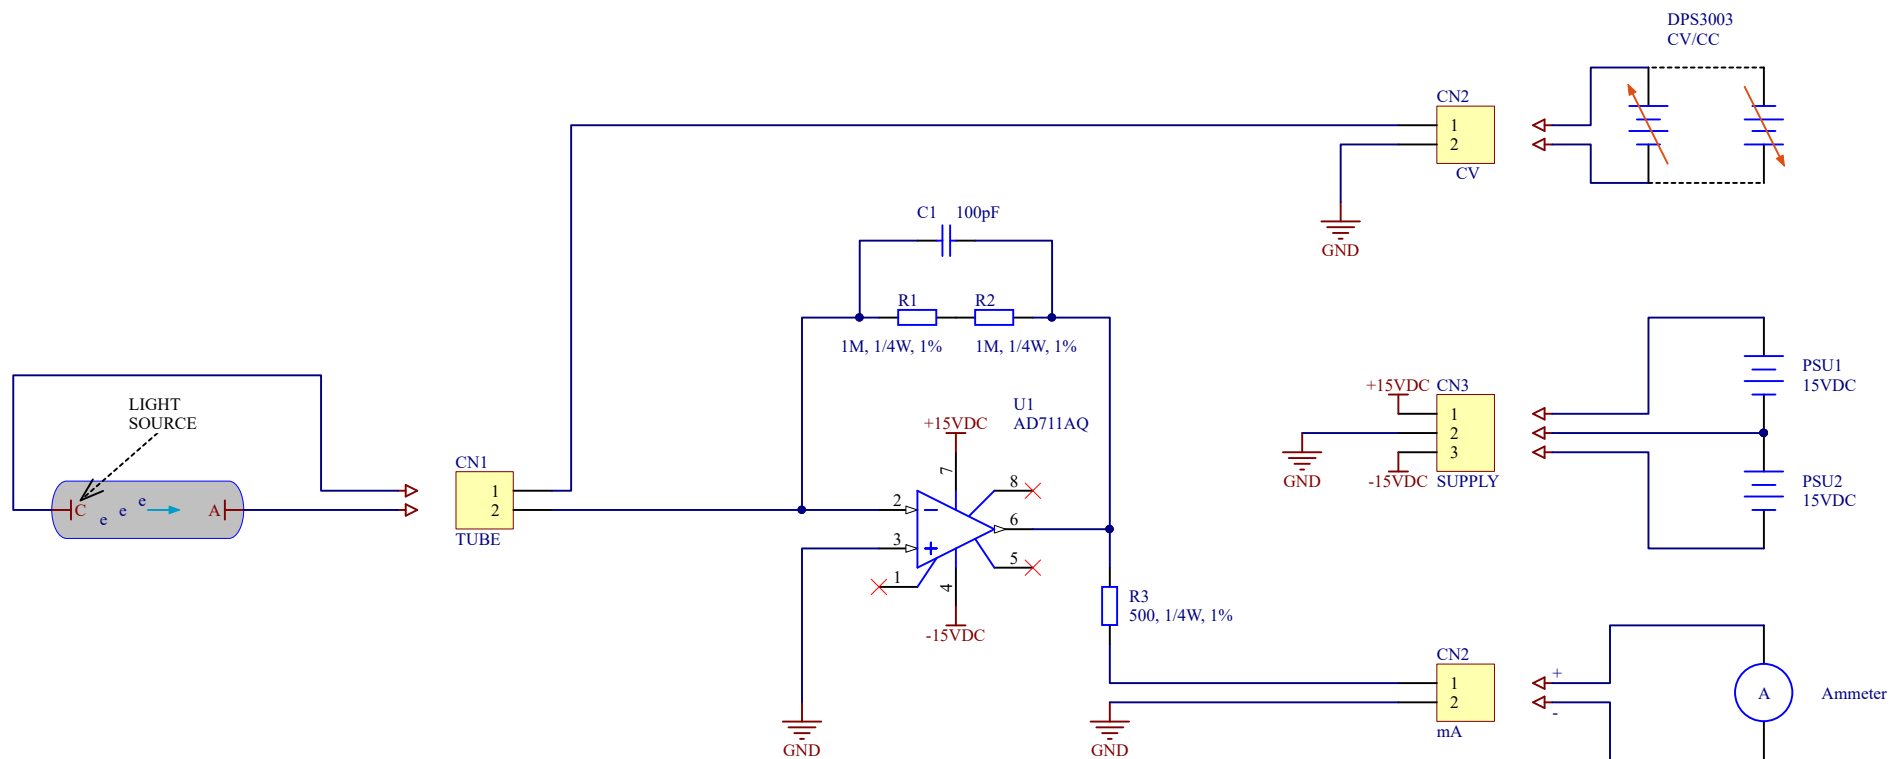 DPS3003
CV/CC
CN2
1
2
CV
GND
C1 100pF
R1 R2
1M, 1/4W, 1% 1M, 1/4W, 1%
LIGHT
SOURCE
C e e e A
CN1
1
2
TUBE
U1
AD711AQ
+15VDC
7
2
3
1
8
6
5
4
-15VDC
GND
R3
500, 1/4W, 1%
GND
+15VDC CN3
1
2
3
-15VDC SUPPLY
GND
PSU1
15VDC
PSU2
15VDC
CN2
1
2
mA
+
-
A Ammeter